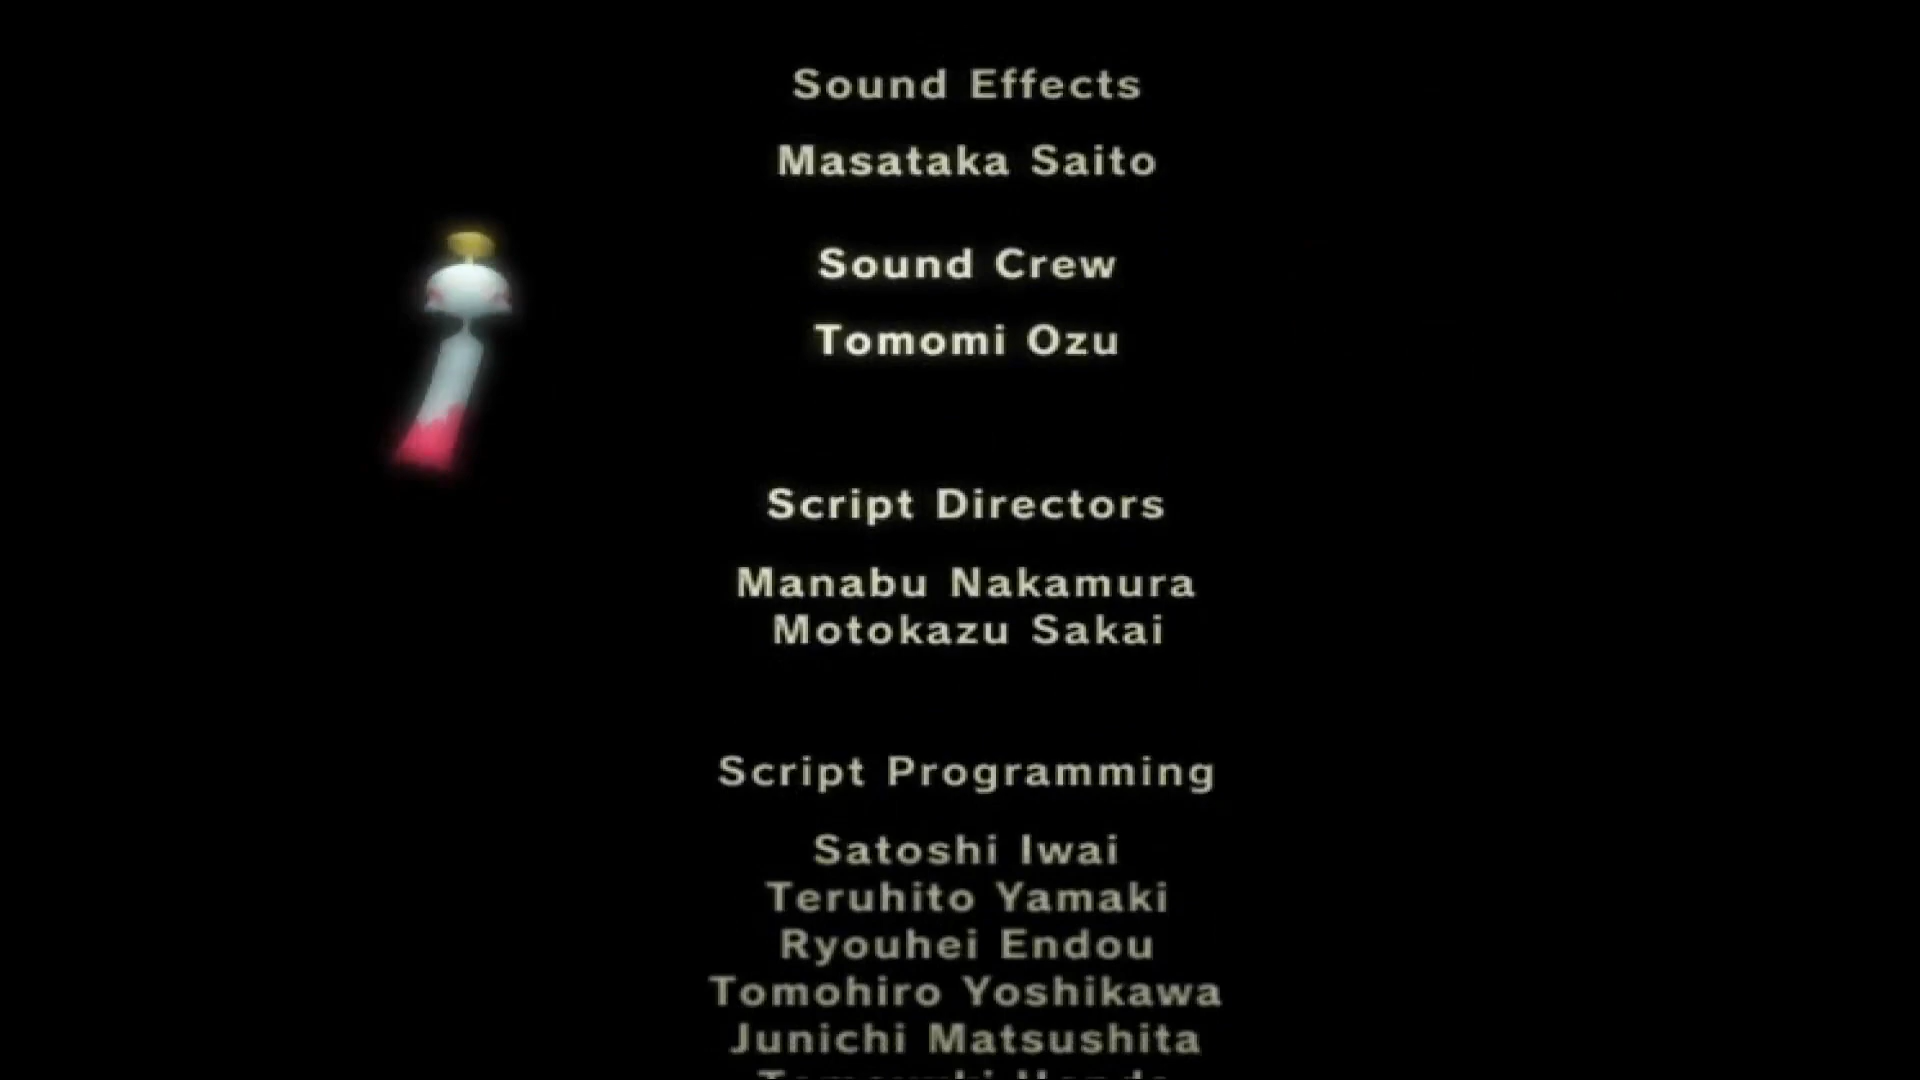 Sound Effects
Masataka Saito
Sound Crew
Tomomi Ozu
Script Directors
Manabu Nakamura
Motokazu Sakai
Script Programming
Satoshi Iwai
Teruhito Yamaki
Ryouhei Endou
Tomohiro Yoshikawa
Junichi Matsushita